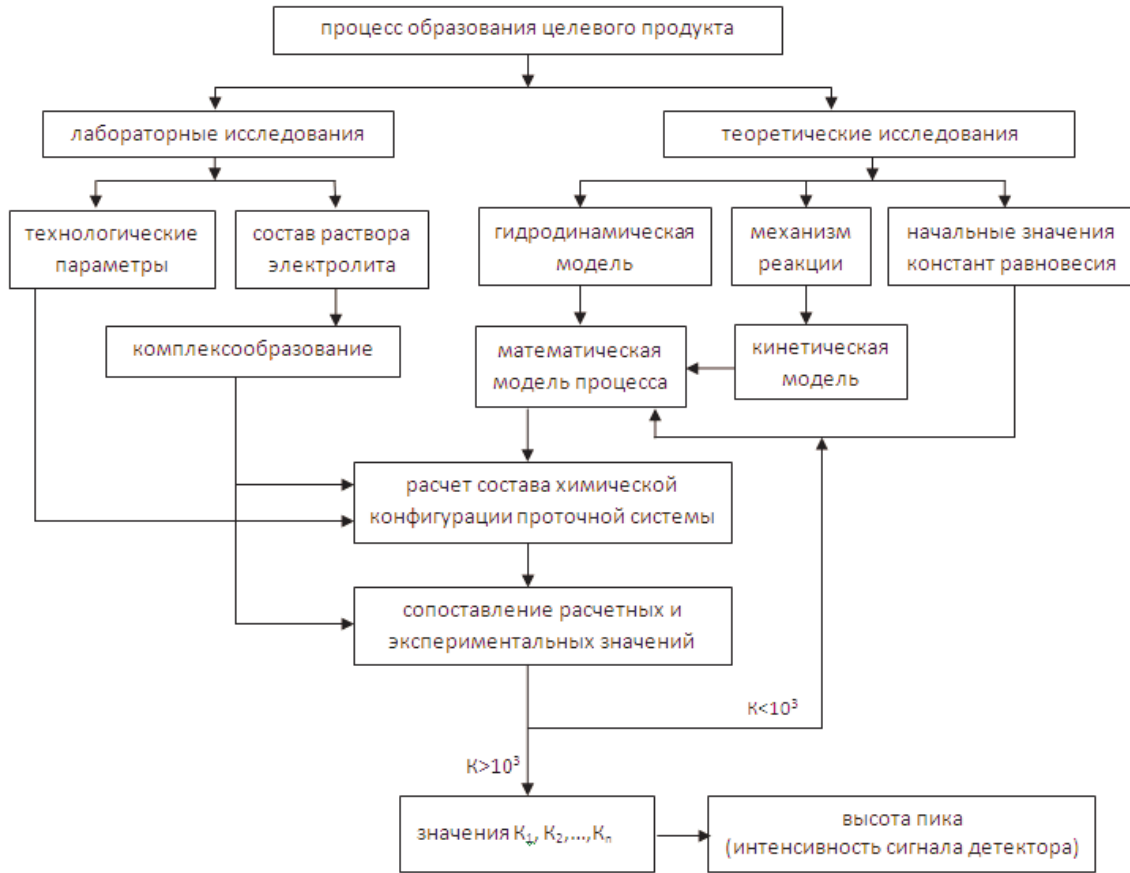 процесс образования целевого продукта
лабораторные исследования
теоретические исследования
технологические
параметры
состав раствора
электролита
гидродинамическая
модель
механизм
реакции
начальные значения
констант равновесия
комплексообразование
математическая
модель процесса
кинетическая
модель
расчет состава химической
конфигурации проточной системы
сопоставление расчетных и
экспериментальных значений
К<10³
К>10³
значения К₁, К₂,...,Кₙ
высота пика
(интенсивность сигнала детектора)